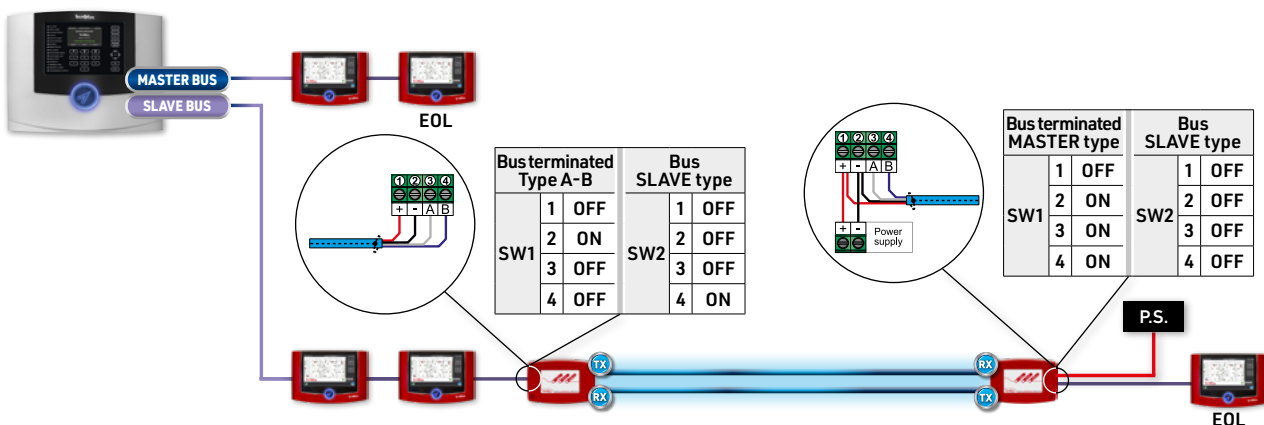 MASTER BUS
SLAVE BUS
EOL
1 2 3 4
+ - A B
Bus terminated Type A-B
Bus SLAVE type
SW1
1 OFF
2 ON
3 OFF
4 OFF
SW2
1 OFF
2 OFF
3 OFF
4 ON
1 2 3 4
+ - A B
+ -
Power
supply
Bus terminated MASTER type
Bus SLAVE type
SW1
1 OFF
2 ON
3 ON
4 ON
SW2
1 OFF
2 OFF
3 OFF
4 OFF
P.S.
TX
RX
RX
TX
EOL